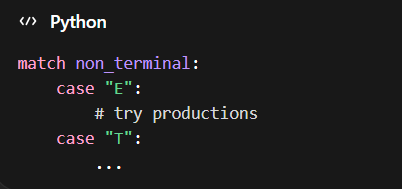 </> Python
match non_terminal:
    case "E":
        # try productions
    case "T":
        ...